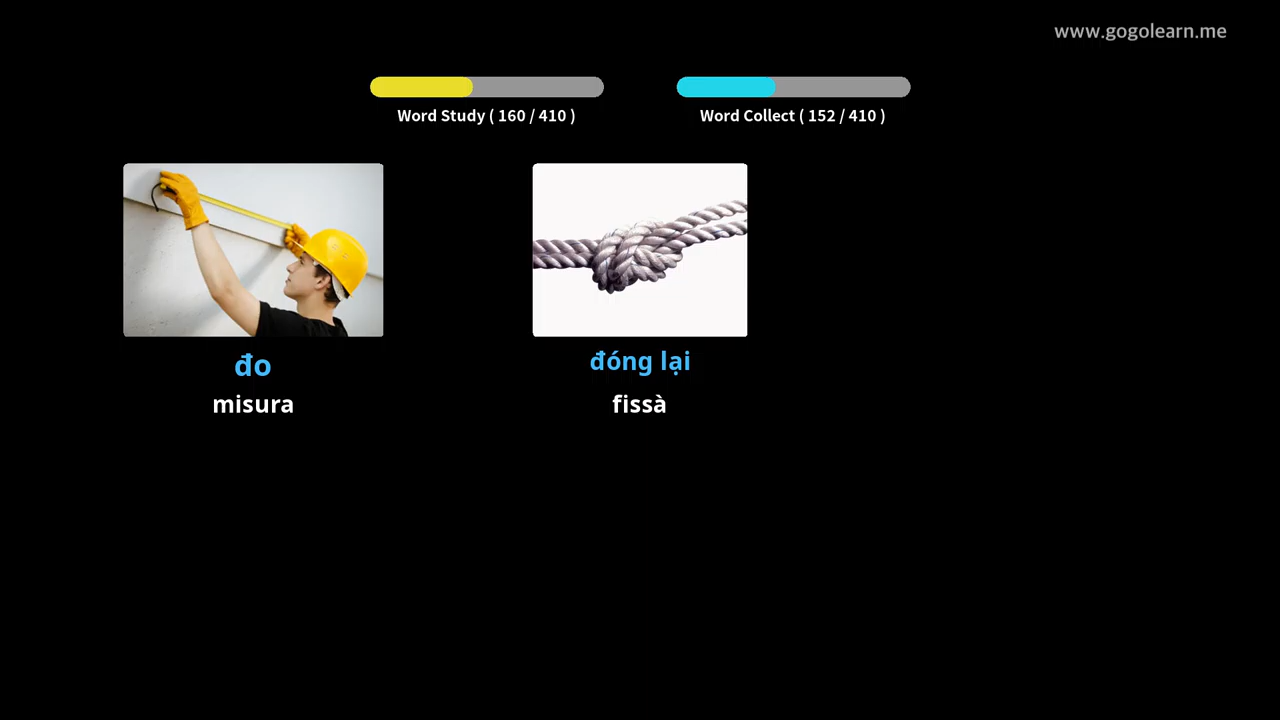 www.gogolearn.me
Word Study ( 160 / 410 )
Word Collect ( 152 / 410 )
đo
misura
đóng lại
fissà